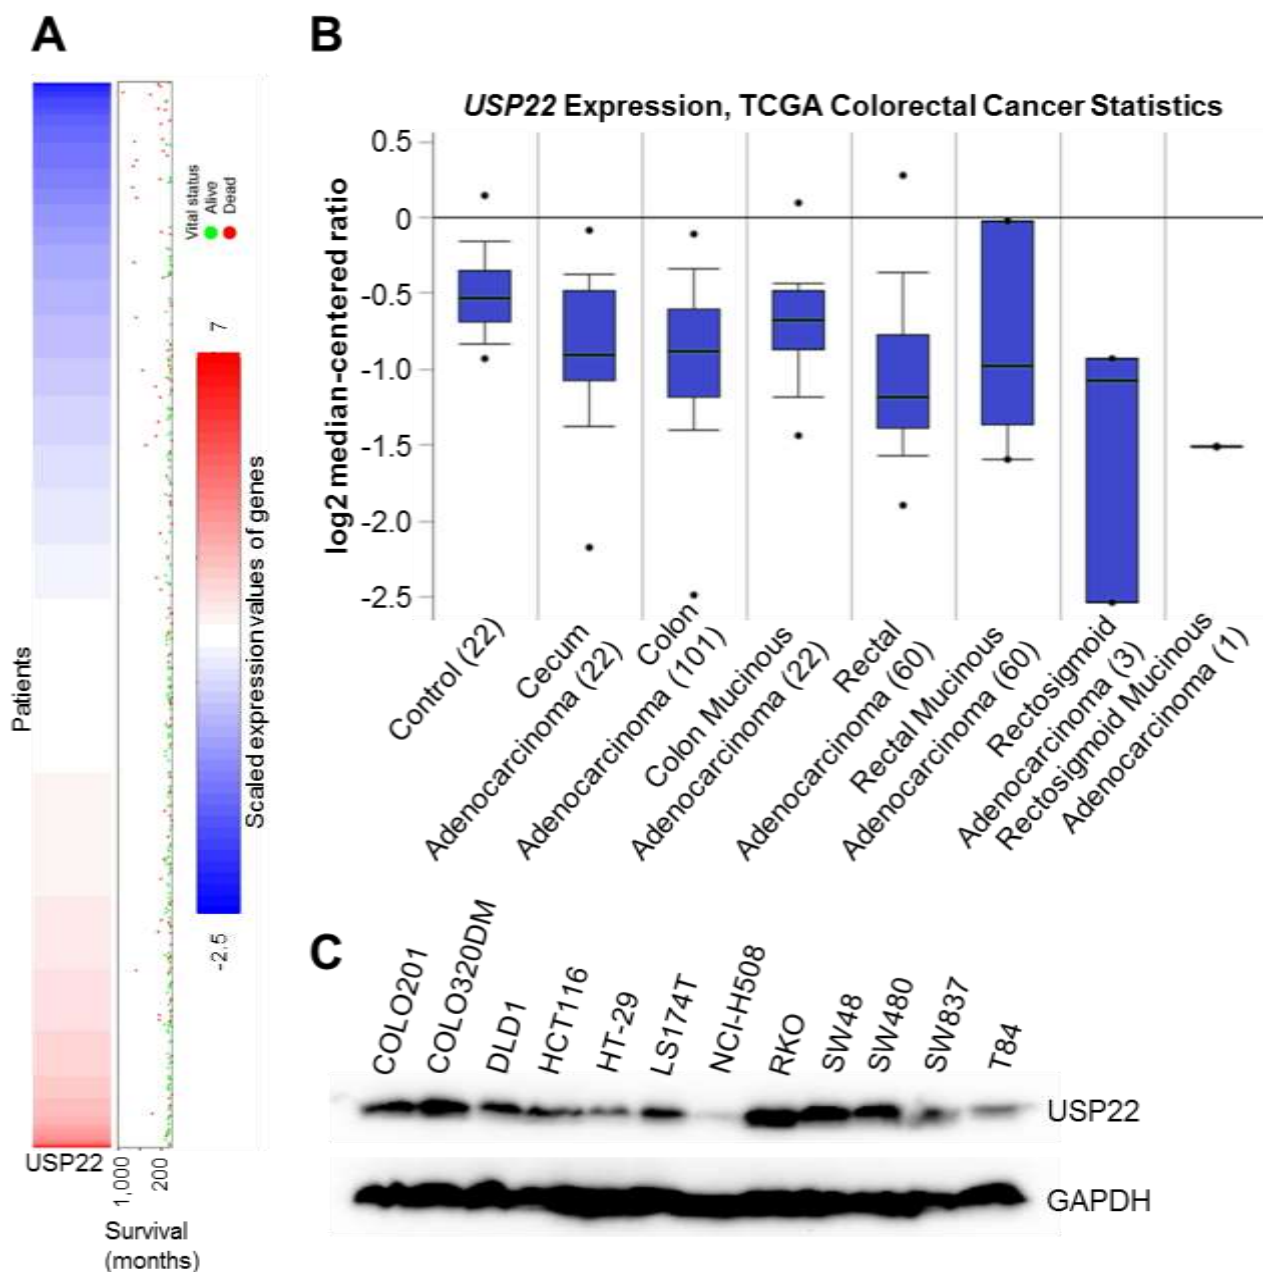 A
Vital status
Alive
Dead
7
Scaled expression values of genes
-2.5
Patients
USP22
1,000
200
Survival
(months)
B
USP22 Expression, TCGA Colorectal Cancer Statistics
log2 median-centered ratio
0.5
0
-0.5
-1.0
-1.5
-2.0
-2.5
Control (22)
Cecum
Adenocarcinoma (22)
Colon
Adenocarcinoma (101)
Colon Mucinous
Adenocarcinoma (22)
Rectal
Adenocarcinoma (60)
Rectal Mucinous
Adenocarcinoma (60)
Rectosigmoid
Adenocarcinoma (3)
Rectosigmoid Mucinous
Adenocarcinoma (1)
C
COLO201
COLO320DM
DLD1
HCT116
HT-29
LS174T
NCI-H508
RKO
SW48
SW480
SW837
T84
USP22
GAPDH